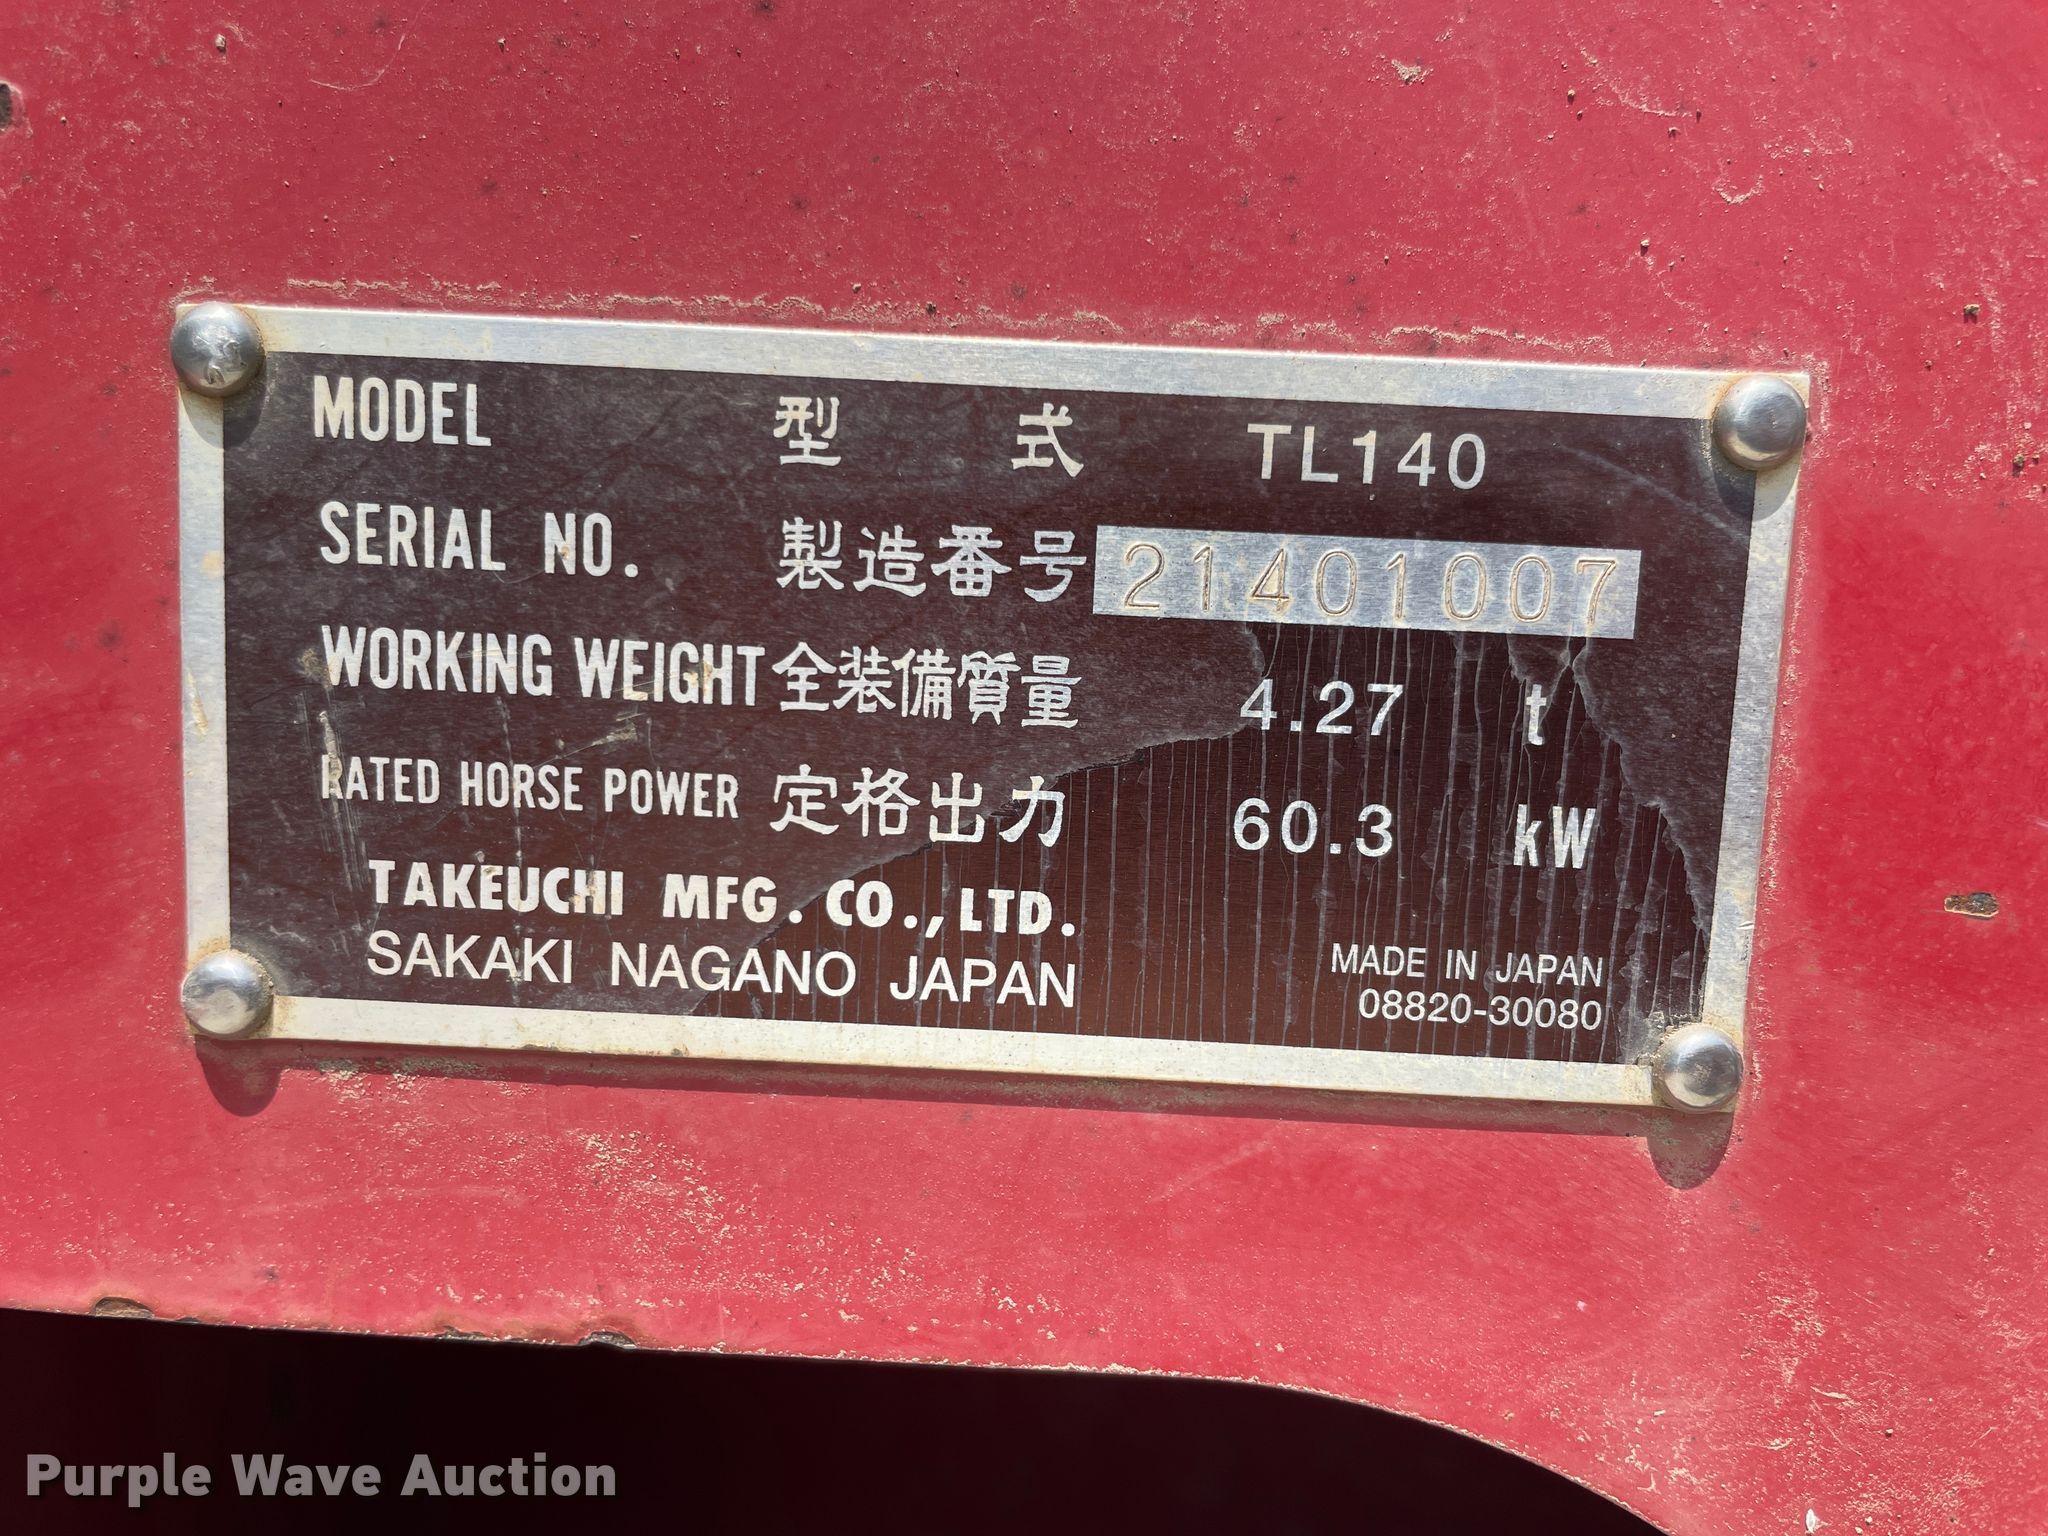 MODEL 型 式 TL140
SERIAL NO. 製造番号 21401007
WORKING WEIGHT 全装備質量 4.27 t
RATED HORSE POWER 定格出力 60.3 kW
TAKEUCHI MFG. CO., LTD.
SAKAKI NAGANO JAPAN
MADE IN JAPAN
08820-30080
Purple Wave Auction